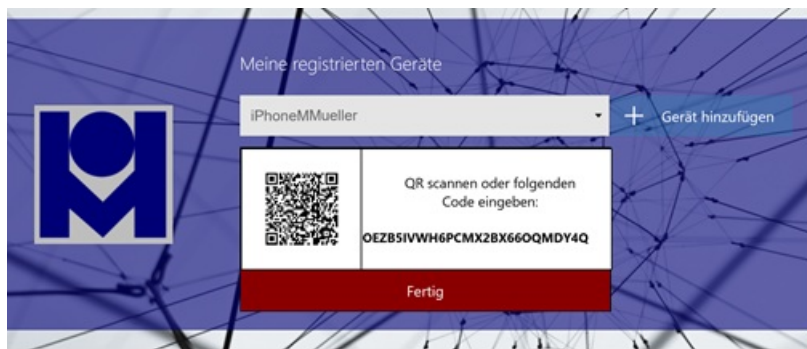 Meine registrierten Geräte
iPhoneMMueller
+ Gerät hinzufügen
QR scannen oder folgenden
Code eingeben:
OEZB5IVWH6PCMX2BX66OQMDY4Q
Fertig